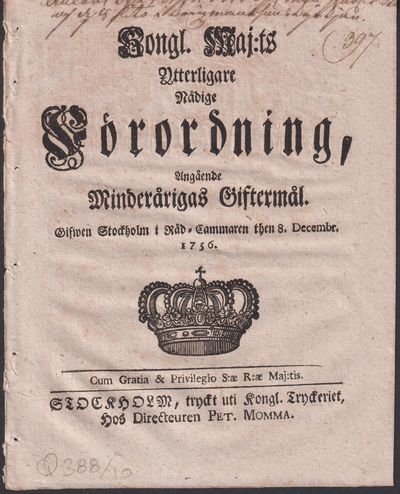 397
Kongl. Maj:ts
Ytterligare
Nådige
Förordning,
Angående
Minderårigas Giftermål.
Gifwen Stockholm i Råd-Cammaren then 8. Decembr.
1756.
Cum Gratia & Privilegio S:æ R:æ Maj:tis.
STOCKHOLM, tryckt uti Kongl. Tryckeriet,
Hos Directeuren PET. MOMMA.
Q 388/10